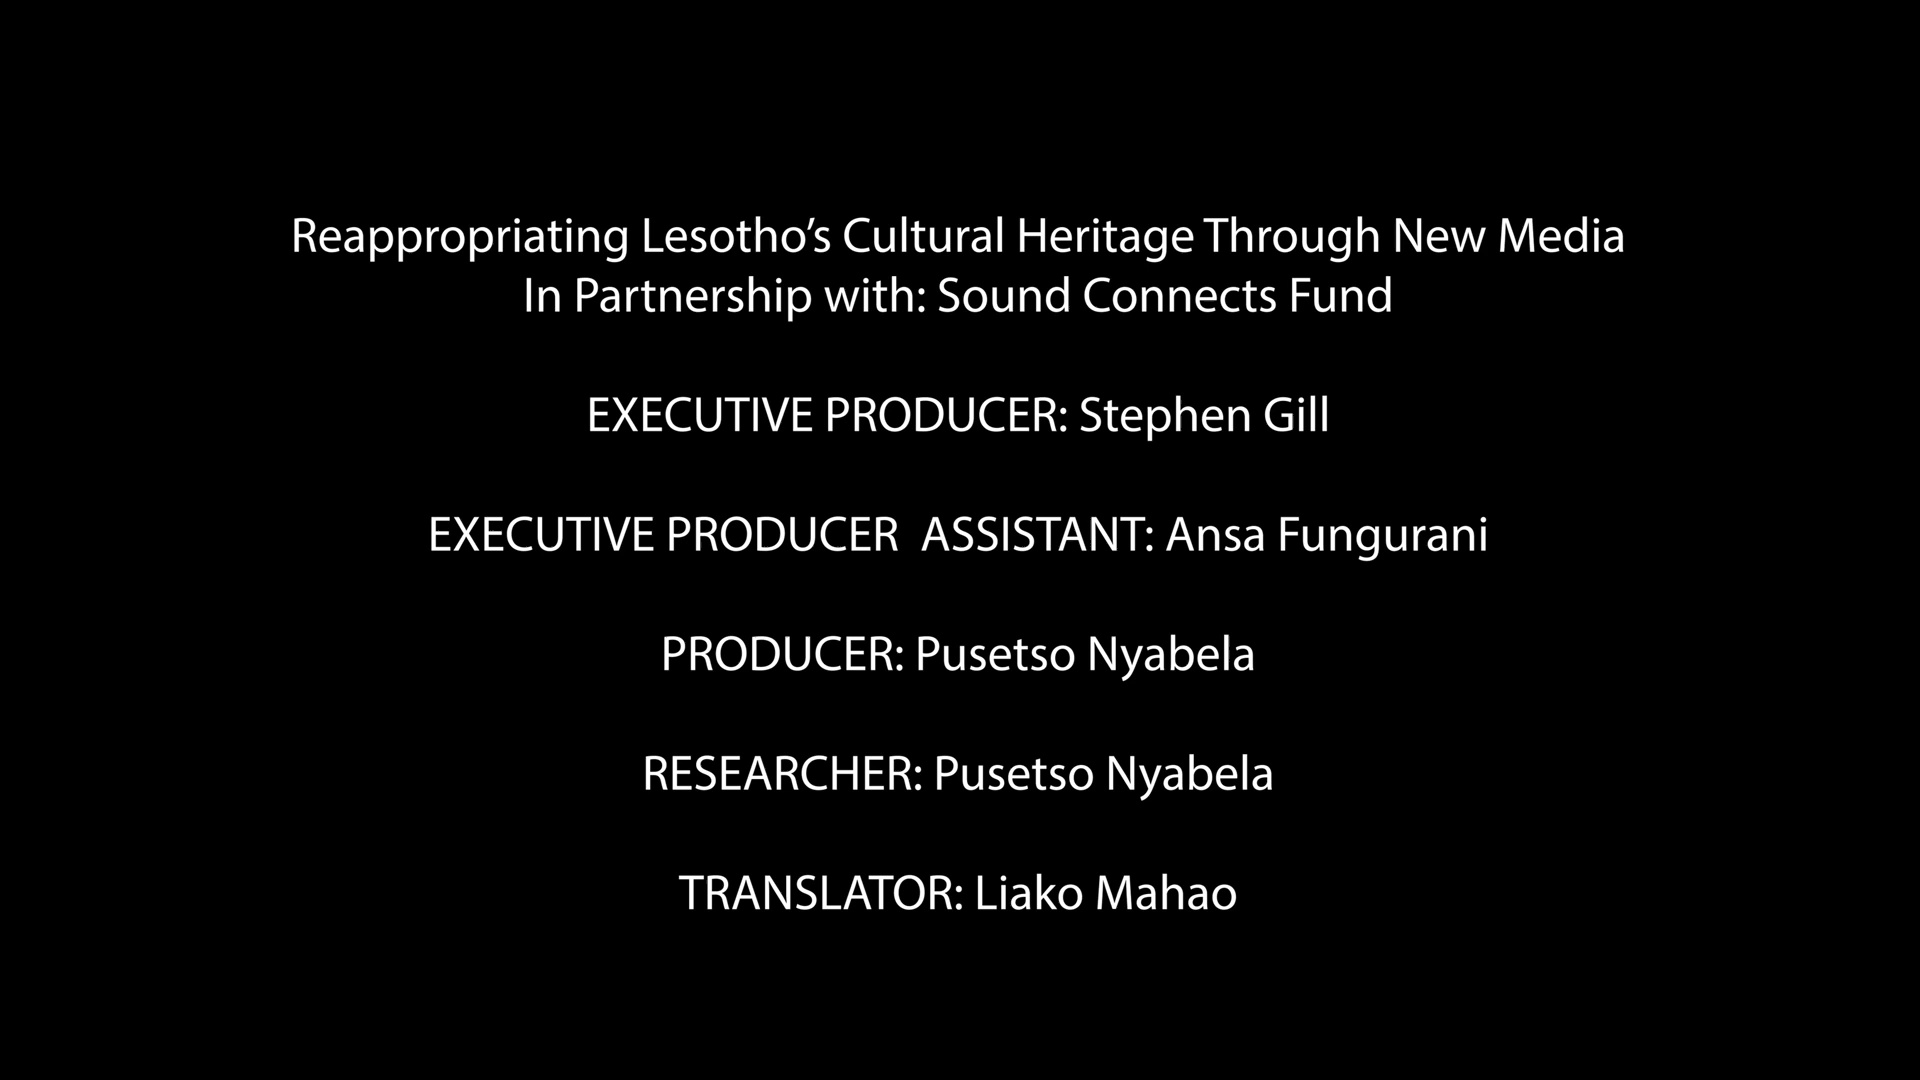 Reappropriating Lesotho’s Cultural Heritage Through New Media
In Partnership with: Sound Connects Fund
EXECUTIVE PRODUCER: Stephen Gill
EXECUTIVE PRODUCER  ASSISTANT: Ansa Fungurani
PRODUCER: Pusetso Nyabela
RESEARCHER: Pusetso Nyabela
TRANSLATOR: Liako Mahao